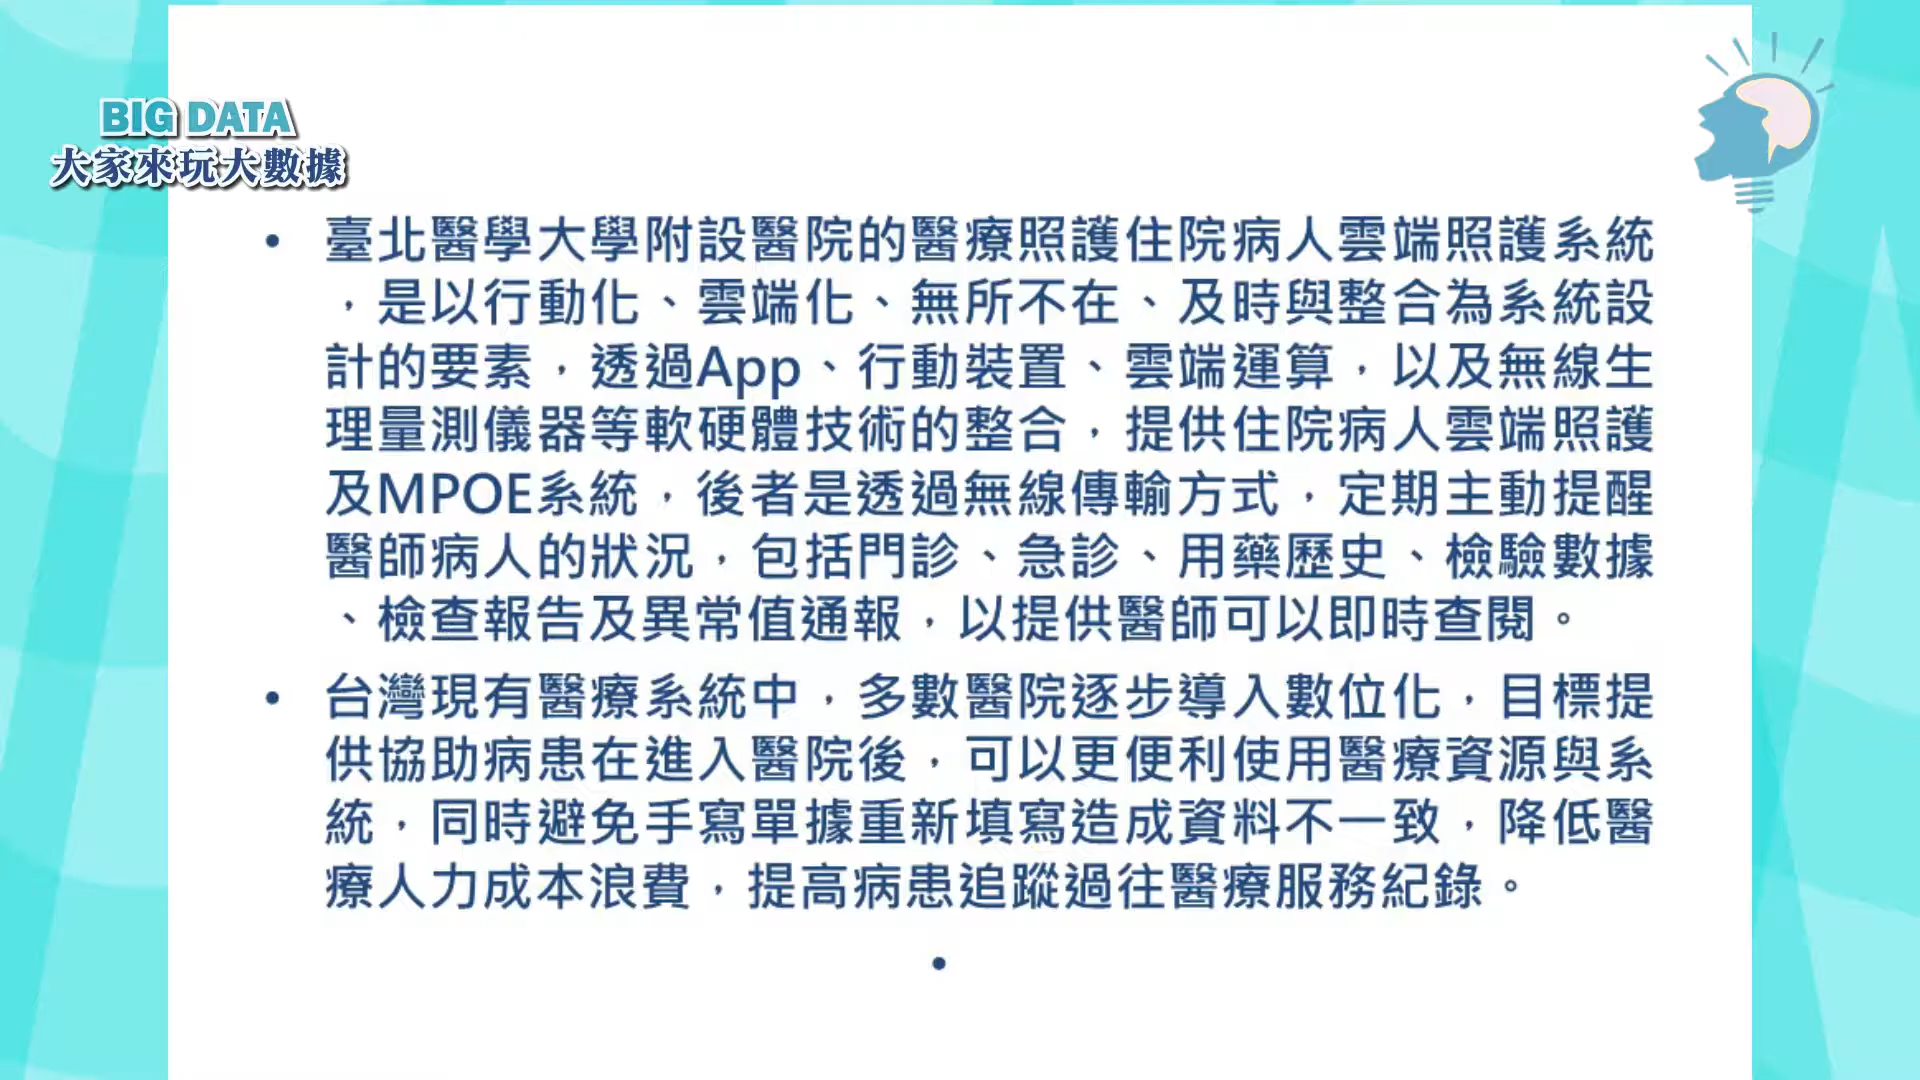 BIG DATA
大家來玩大數據
• 臺北醫學大學附設醫院的醫療照護住院病人雲端照護系統
，是以行動化、雲端化、無所不在、及時與整合為系統設
計的要素，透過App、行動裝置、雲端運算，以及無線生
理量測儀器等軟硬體技術的整合，提供住院病人雲端照護
及MPOE系統，後者是透過無線傳輸方式，定期主動提醒
醫師病人的狀況，包括門診、急診、用藥歷史、檢驗數據
、檢查報告及異常值通報，以提供醫師可以即時查閱。
• 台灣現有醫療系統中，多數醫院逐步導入數位化，目標提
供協助病患在進入醫院後，可以更便利使用醫療資源與系
統，同時避免手寫單據重新填寫造成資料不一致，降低醫
療人力成本浪費，提高病患追蹤過往醫療服務紀錄。
•